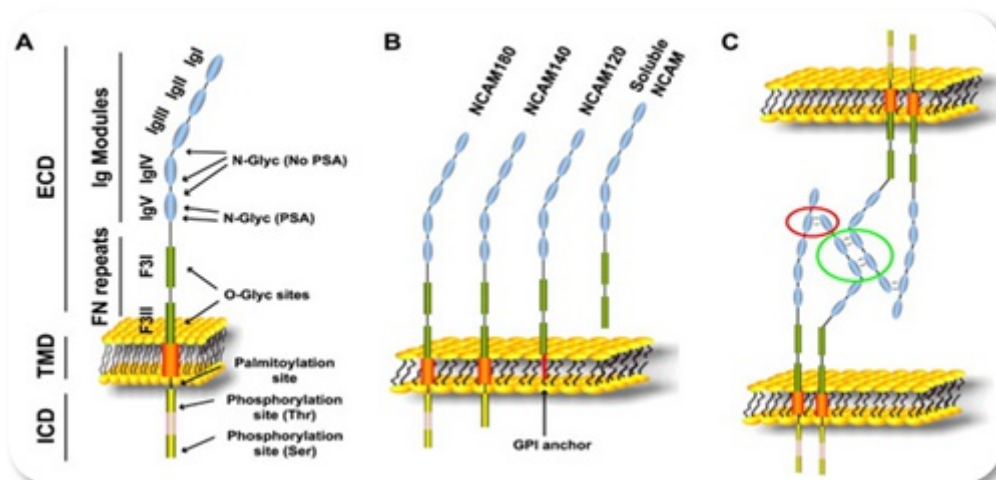 A
ECD
Ig Modules
IgI
IgII
IgIII
IgIV
IgV
N-Glyc (No PSA)
N-Glyc (PSA)
FN repeats
F3I
F3II
O-Glyc sites
TMD
Palmitoylation
site
ICD
Phosphorylation
site (Thr)
Phosphorylation
site (Ser)
B
NCAM180
NCAM140
NCAM120
Soluble
NCAM
GPI anchor
C